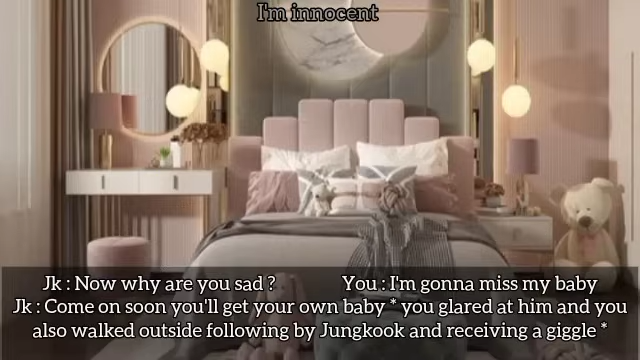 I'm innocent
Jk : Now why are you sad ? You : I'm gonna miss my baby
Jk : Come on soon you'll get your own baby * you glared at him and you
also walked outside following by Jungkook and receiving a giggle *